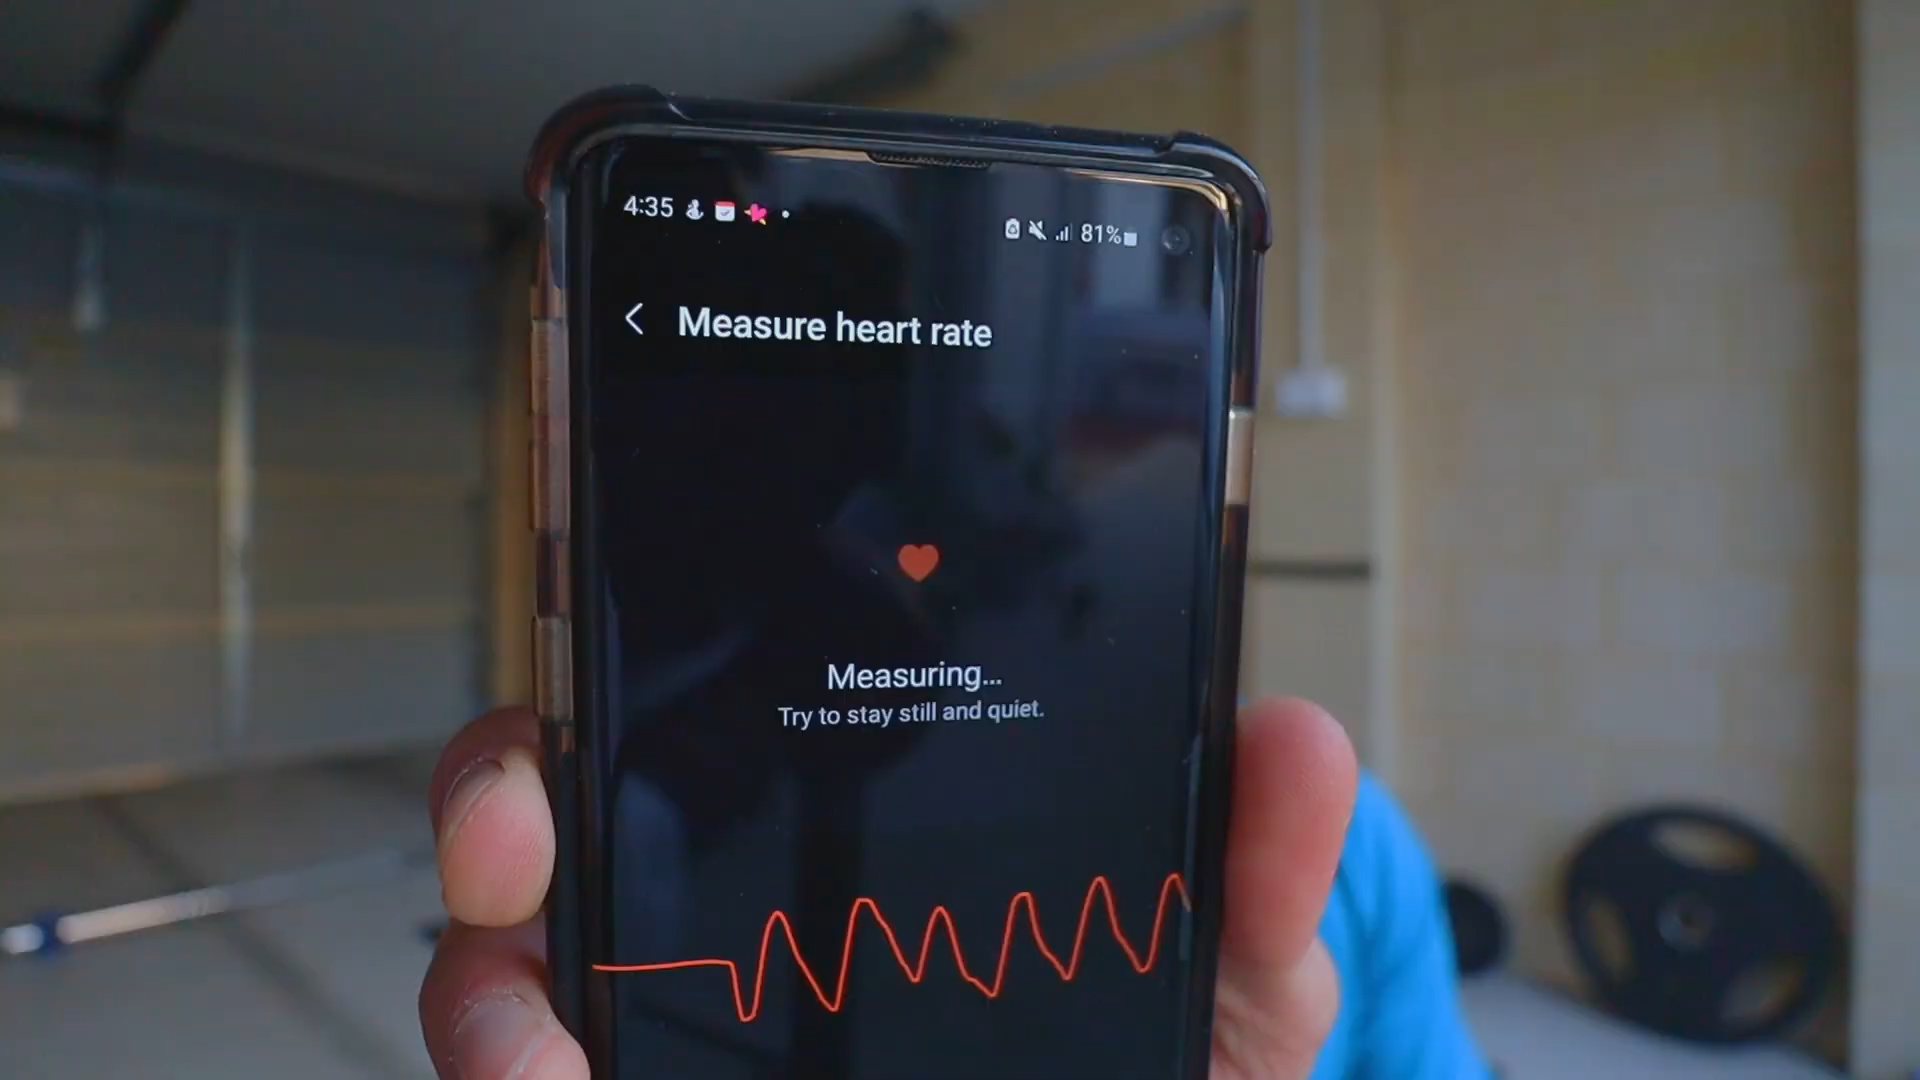 4:35
81%
Measure heart rate
Measuring...
Try to stay still and quiet.